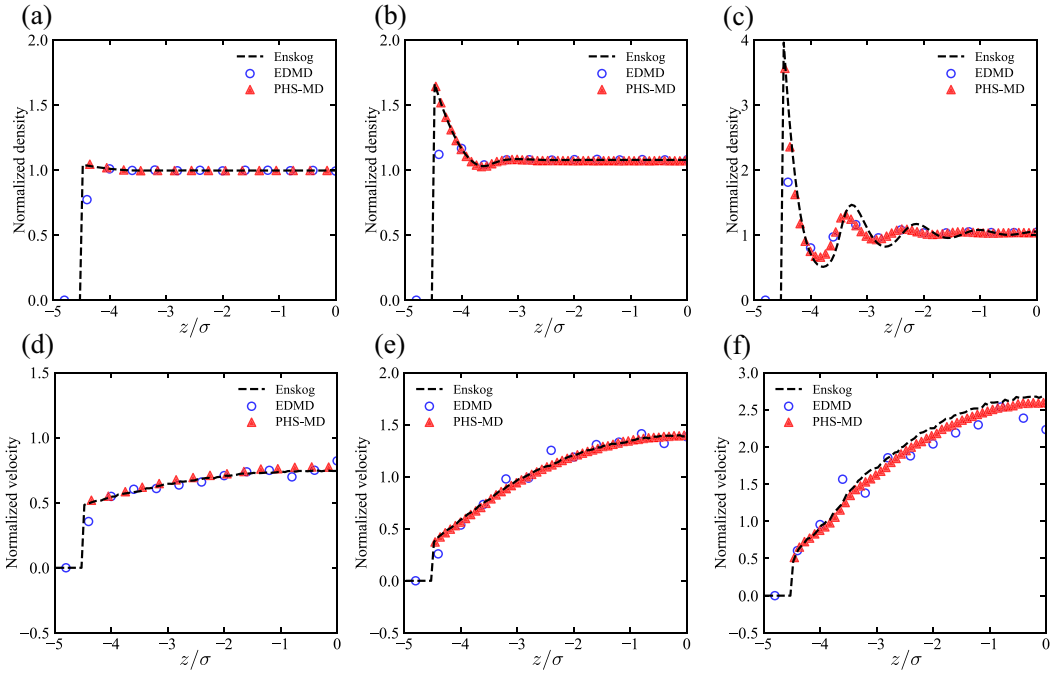 (a)
2.0
1.5
1.0
0.5
0.0
Normalized density
Enskog
EDMD
PHS-MD
−5 −4 −3 −2 −1 0
z/σ
(b)
2.0
1.5
1.0
0.5
0.0
Normalized density
Enskog
EDMD
PHS-MD
−5 −4 −3 −2 −1 0
z/σ
(c)
4
3
2
1
0
Normalized density
Enskog
EDMD
PHS-MD
−5 −4 −3 −2 −1 0
z/σ
(d)
1.5
1.0
0.5
0.0
−0.5
Normalized velocity
Enskog
EDMD
PHS-MD
−5 −4 −3 −2 −1 0
z/σ
(e)
2.0
1.5
1.0
0.5
0.0
−0.5
Normalized velocity
Enskog
EDMD
PHS-MD
−5 −4 −3 −2 −1 0
z/σ
(f)
3.0
2.5
2.0
1.5
1.0
0.5
0.0
−0.5
Normalized velocity
Enskog
EDMD
PHS-MD
−5 −4 −3 −2 −1 0
z/σ